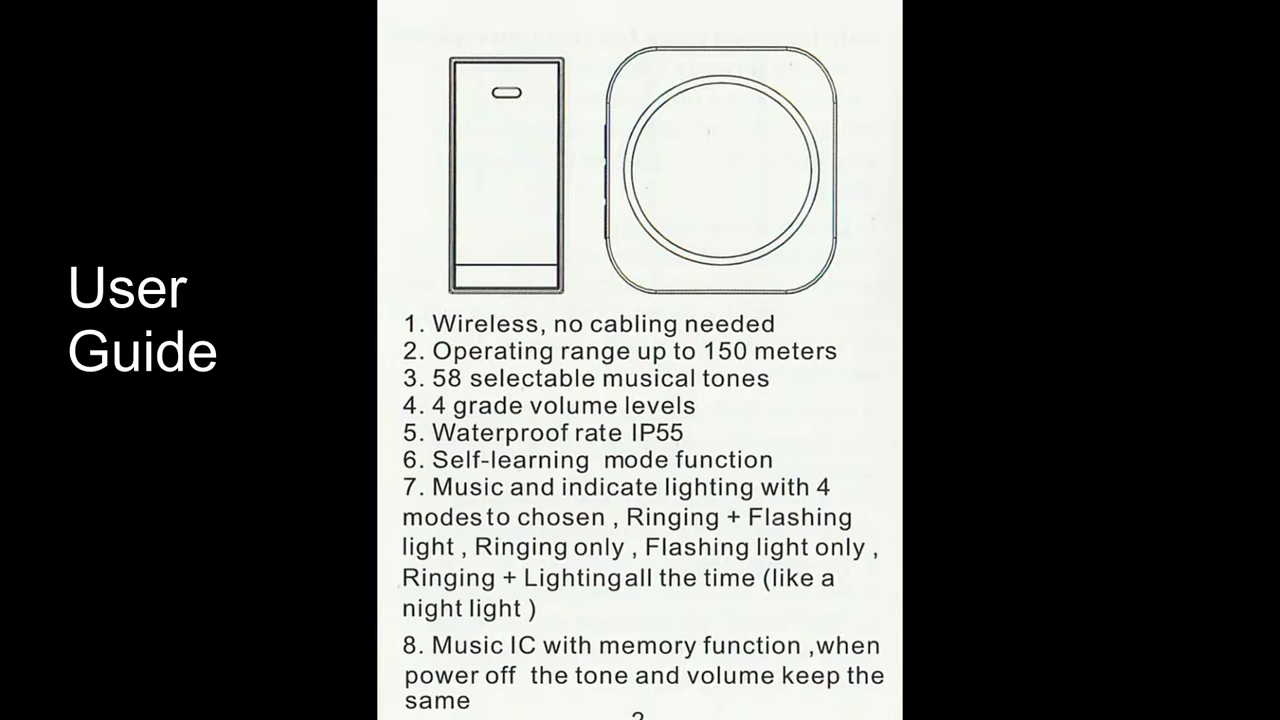 User
Guide
1. Wireless, no cabling needed
2. Operating range up to 150 meters
3. 58 selectable musical tones
4. 4 grade volume levels
5. Waterproof rate IP55
6. Self-learning mode function
7. Music and indicate lighting with 4
modes to chosen , Ringing + Flashing
light , Ringing only , Flashing light only ,
Ringing + Lighting all the time (like a
night light )
8. Music IC with memory function ,when
power off the tone and volume keep the
same
2